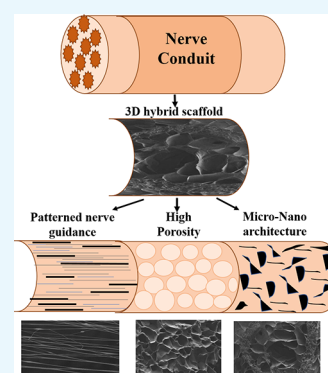 Nerve
Conduit
3D hybrid scaffold
Patterned nerve
guidance
High
Porosity
Micro-Nano
architecture